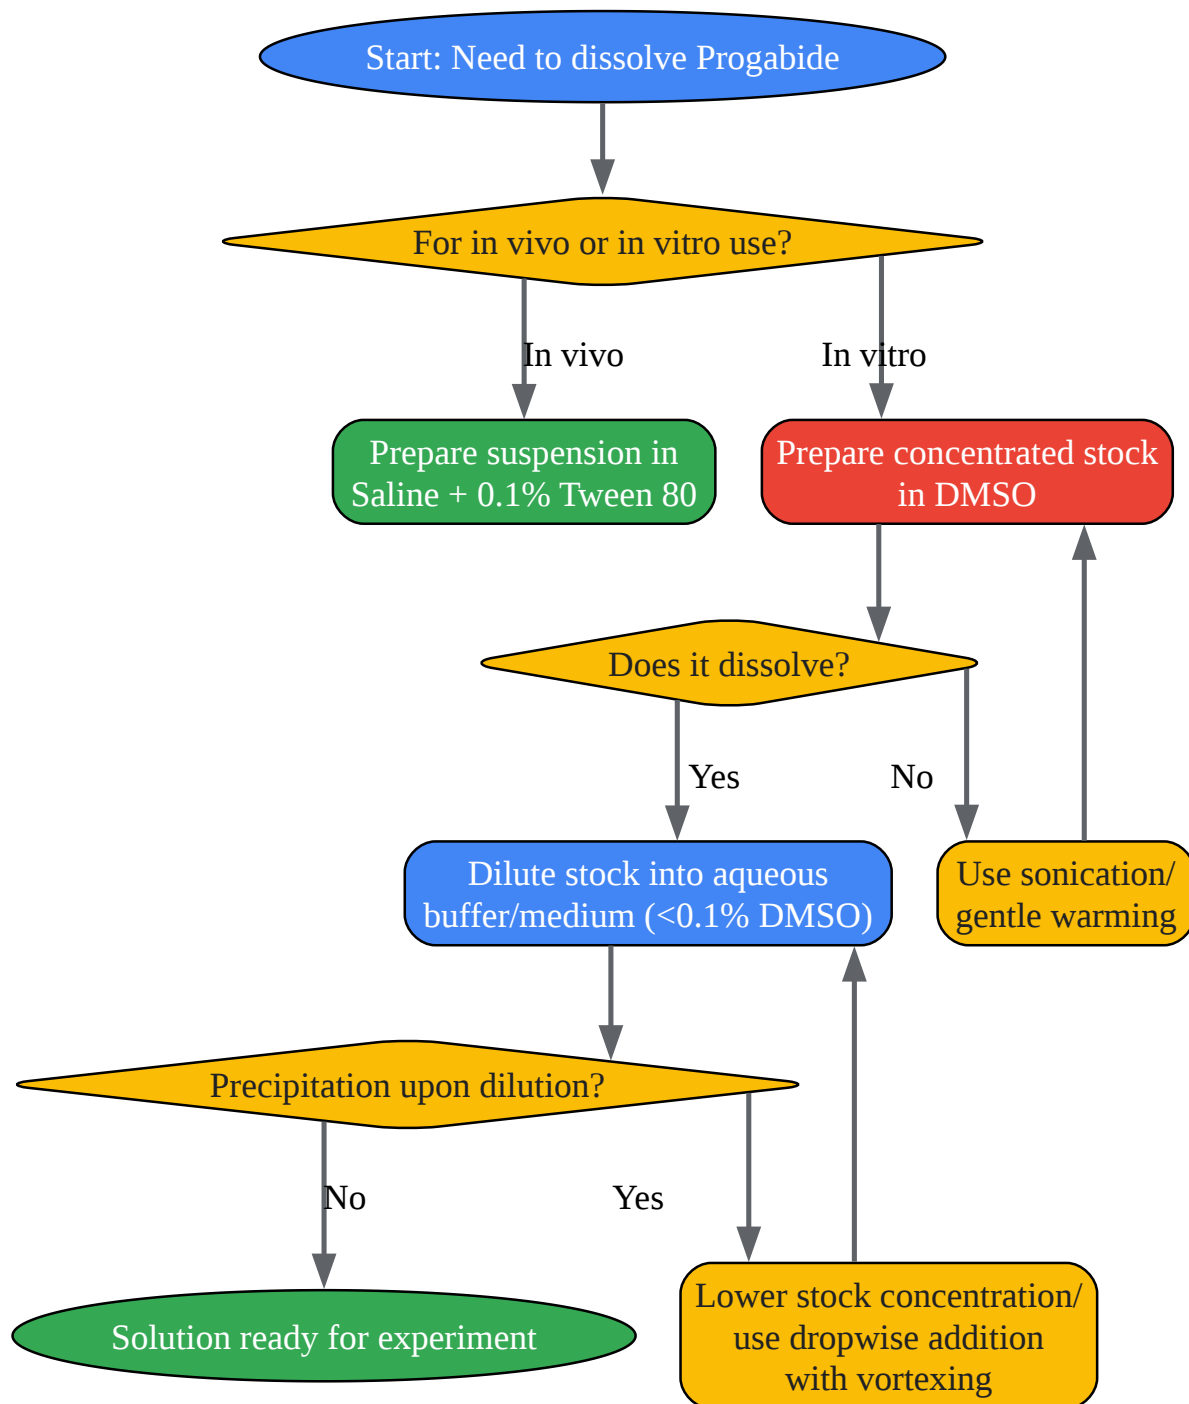 Start: Need to dissolve Progabide
For in vivo or in vitro use?
In vivo
In vitro
Prepare suspension in
Saline + 0.1% Tween 80
Prepare concentrated stock
in DMSO
Does it dissolve?
Yes
No
Dilute stock into aqueous
buffer/medium (<0.1% DMSO)
Use sonication/
gentle warming
Precipitation upon dilution?
No
Yes
Solution ready for experiment
Lower stock concentration/
use dropwise addition
with vortexing